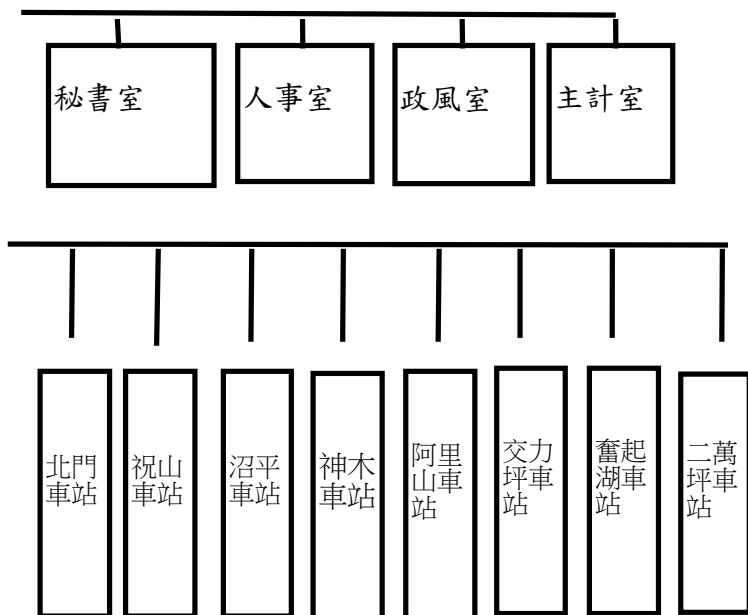 秘書室
人事室
政風室
主計室
北門
車站
祝山
車站
沼平
車站
神木
車站
阿里
山車
站
交力
坪車
站
奮起
湖車
站
二萬
坪車
站